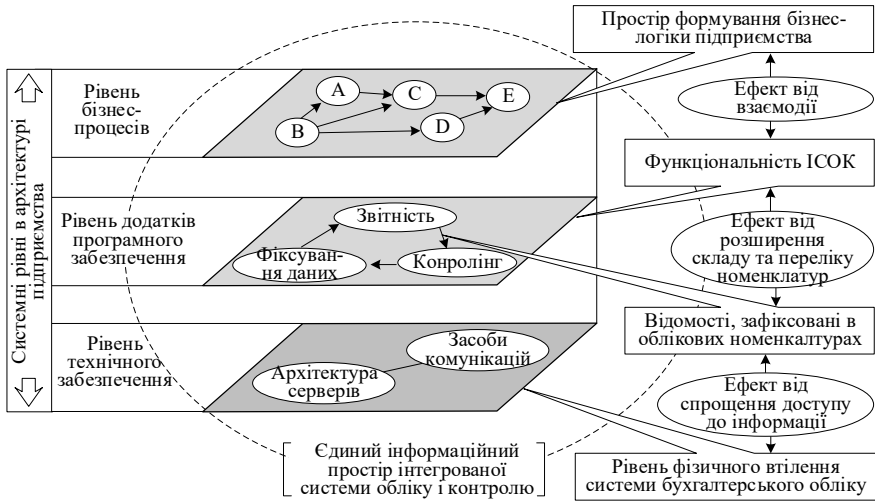 Простір формування бізнес-
логіки підприємства
Ефект від
взаємодії
Функціональність ІСОК
Ефект від
розширення
складу та переліку
номенклатур
Відомості, зафіксовані в
облікових номенкалтурах
Ефект від
спрощення доступу
до інформації
Рівень фізичного втілення
системи бухгалтерського обліку
Системні рівні в архітектурі
підприємства
Рівень
бізнес-
процесів
A
C
E
B
D
Рівень додатків
програмного
забезпечення
Звітність
Фіксуван-
ня даних
Конролінг
Рівень
технічного
забезпечення
Засоби
комунікацій
Архітектура
серверів
Єдиний інформаційний
простір інтегрованої
системи обліку і контролю